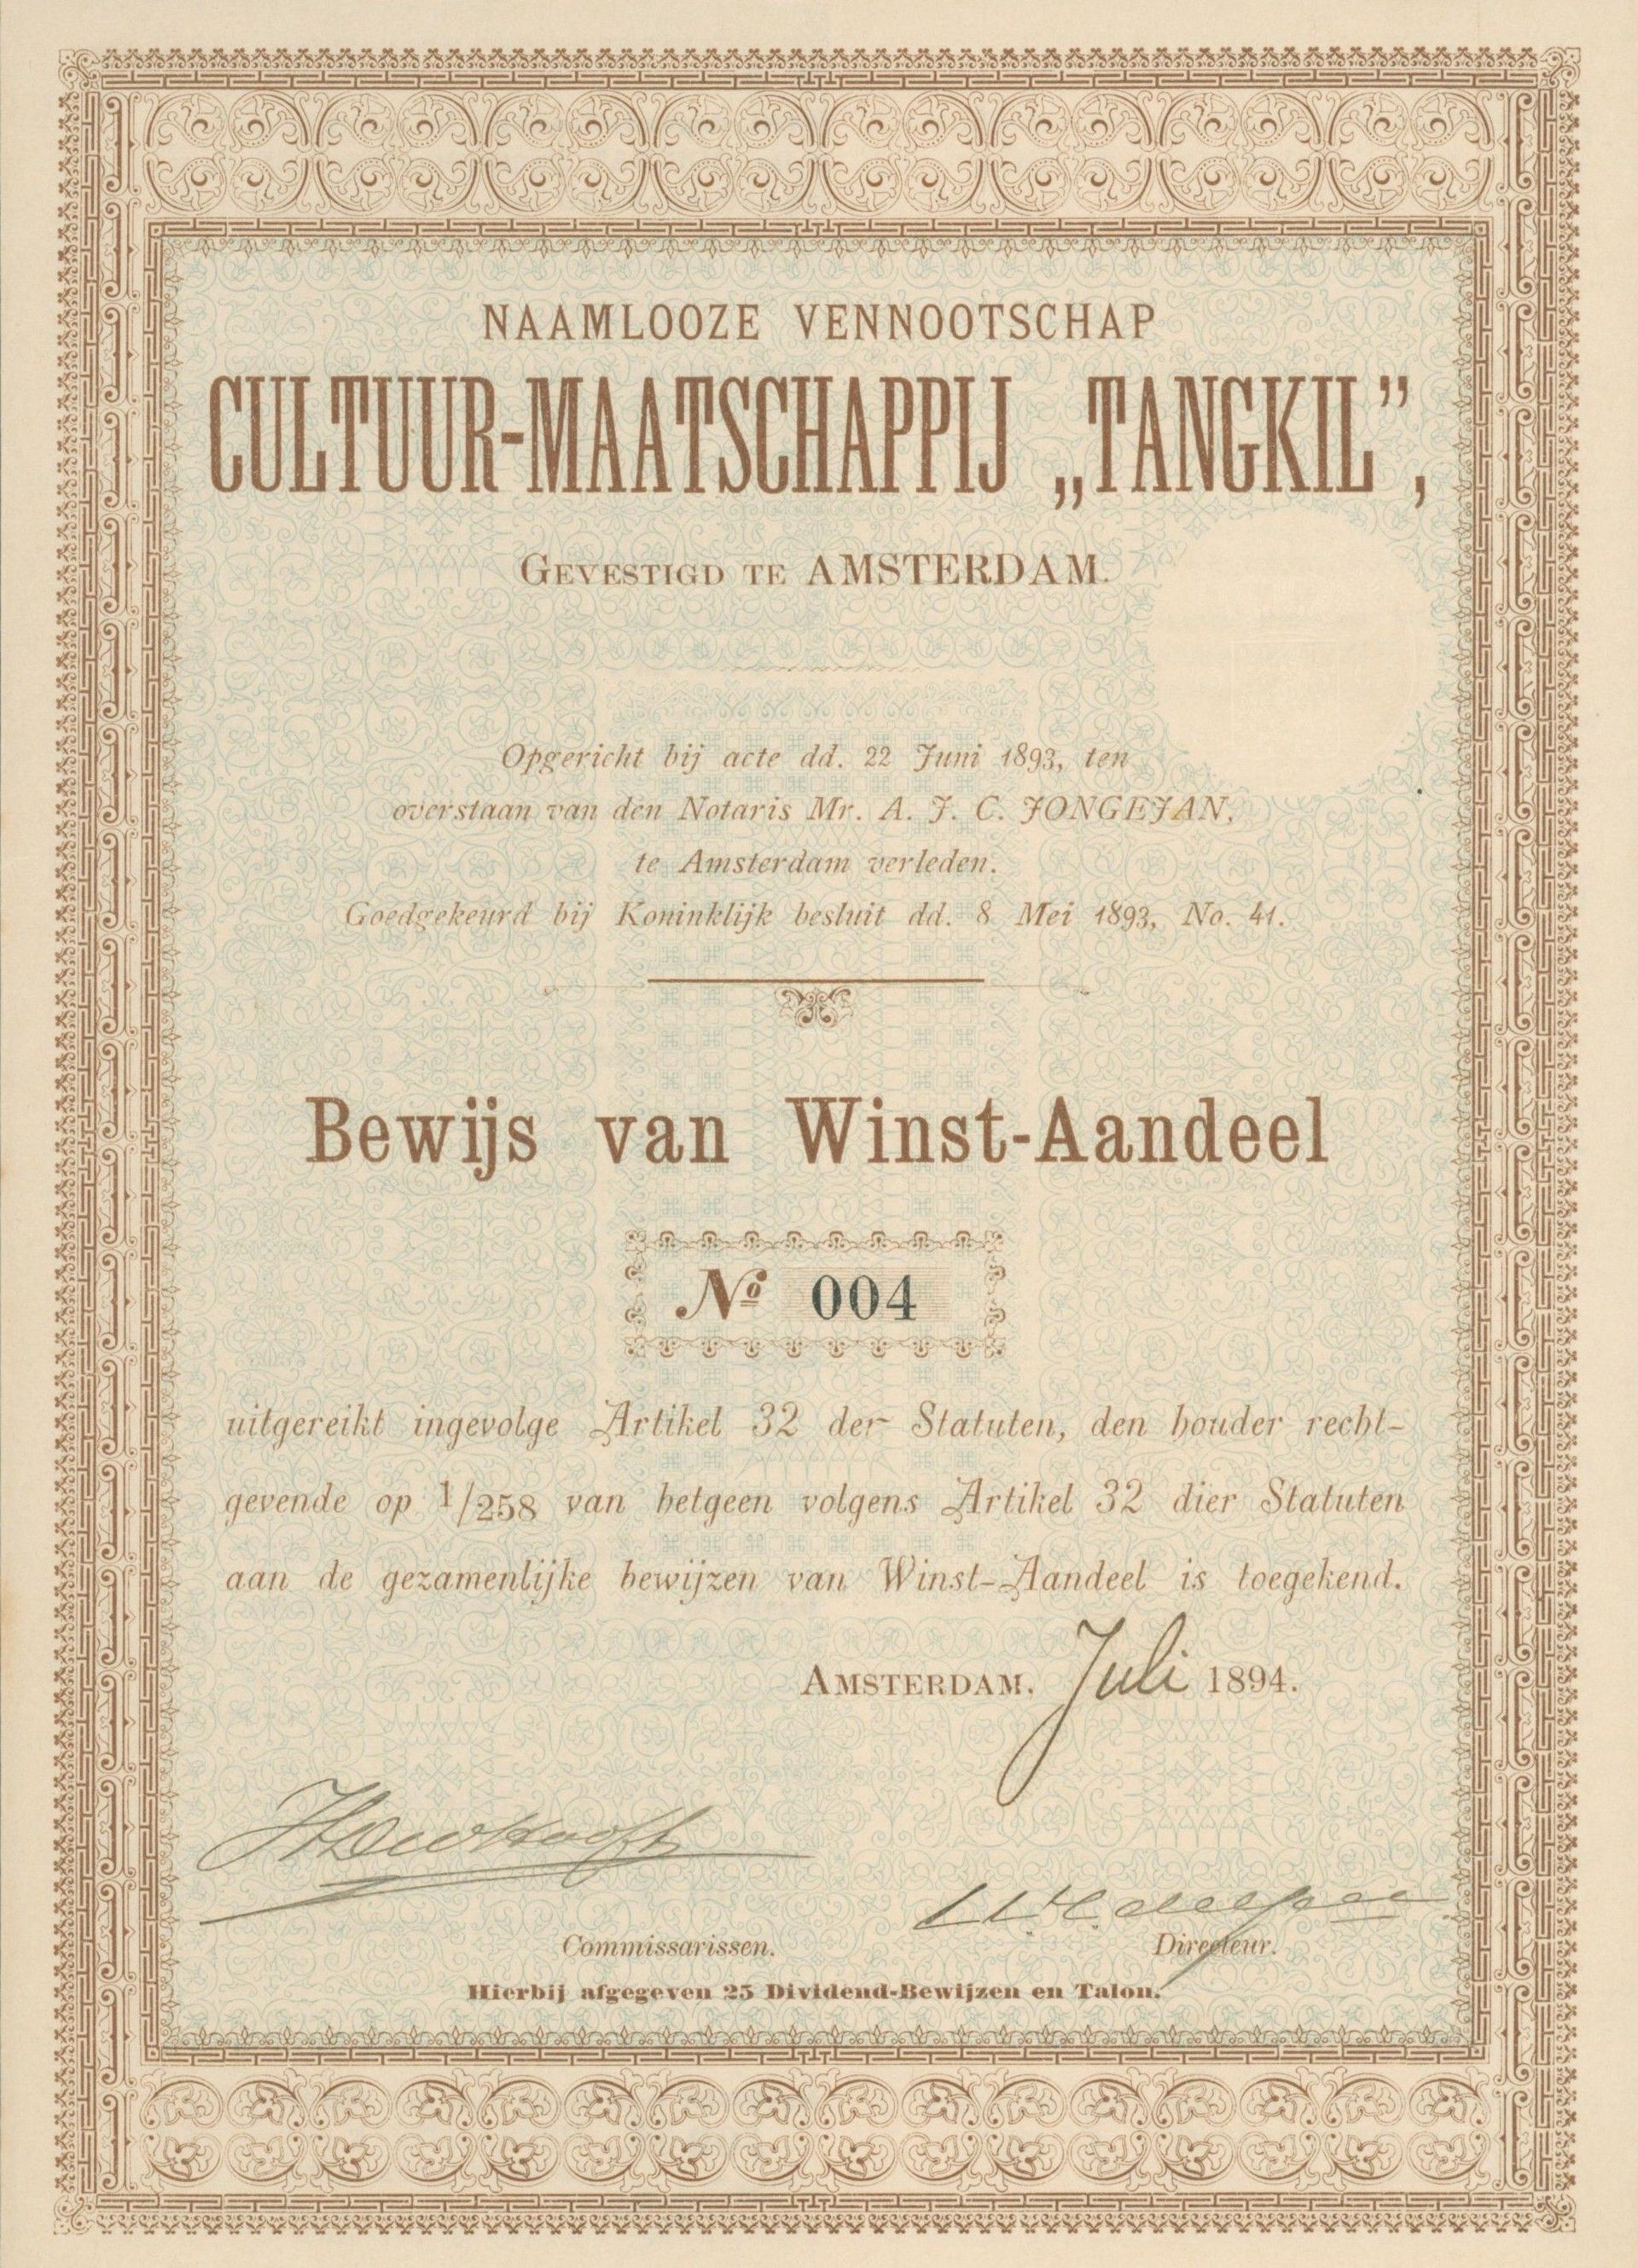 NAAMLOOZE VENNOOTSCHAP
CULTUUR-MAATSCHAPPIJ „TANGKIL”,
GEVESTIGD TE AMSTERDAM.
Opgericht bij acte dd. 22 Juni 1893, ten
overstaan van den Notaris Mr. A. J. C. JONGEJAN,
te Amsterdam verleden.
Goedgekeurd bij Koninklijk besluit dd. 8 Mei 1893, No. 41.
Bewijs van Winst-Aandeel
No 004
uitgereikt ingevolge Artikel 32 der Statuten, den houder recht-
gevende op 1/258 van hetgeen volgens Artikel 32 dier Statuten
aan de gezamenlijke bewijzen van Winst-Aandeel is toegekend.
AMSTERDAM, Juli 1894.
Commissarissen.
Directeur.
Hierbij afgegeven 25 Dividend-Bewijzen en Talon.